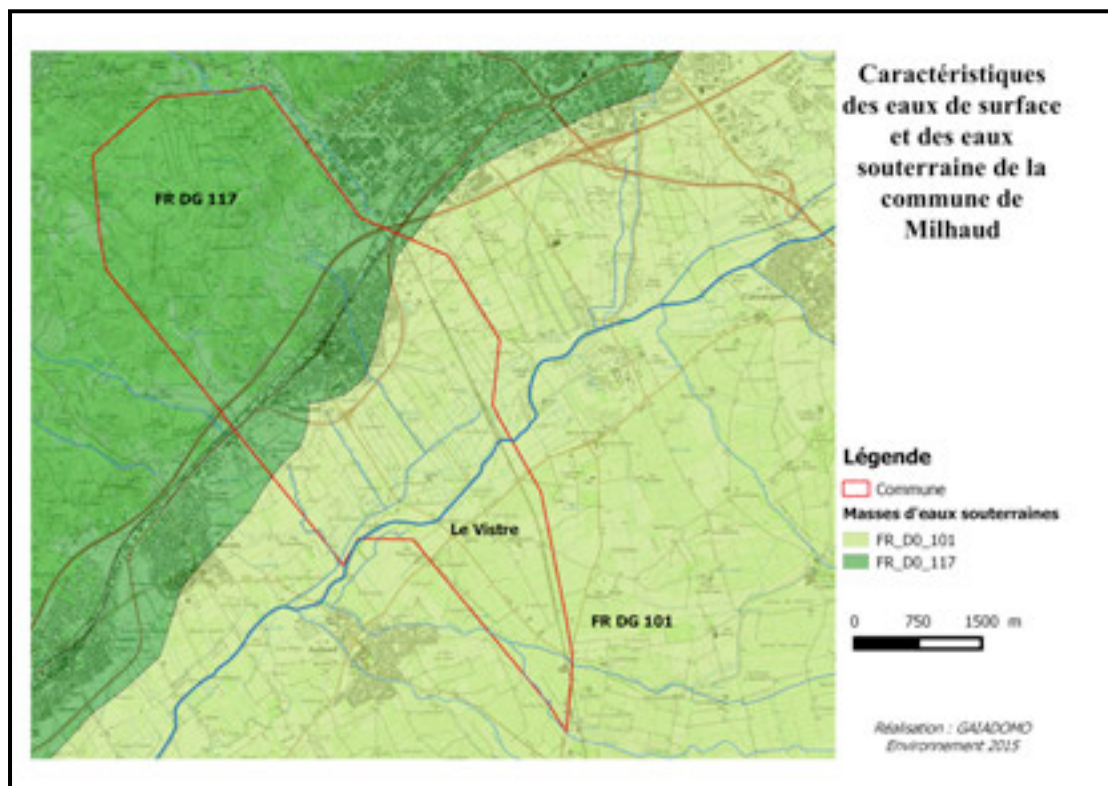 Caractéristiques
des eaux de surface
et des eaux
souterraine de la
commune de
Milhaud
FR DG 117
Le Vistre
FR DG 101
Légende
Commune
Masses d'eaux souterraines
FR_D0_101
FR_D0_117
0 750 1500 m
Réalisation : GAIADOMO
Environnement 2015